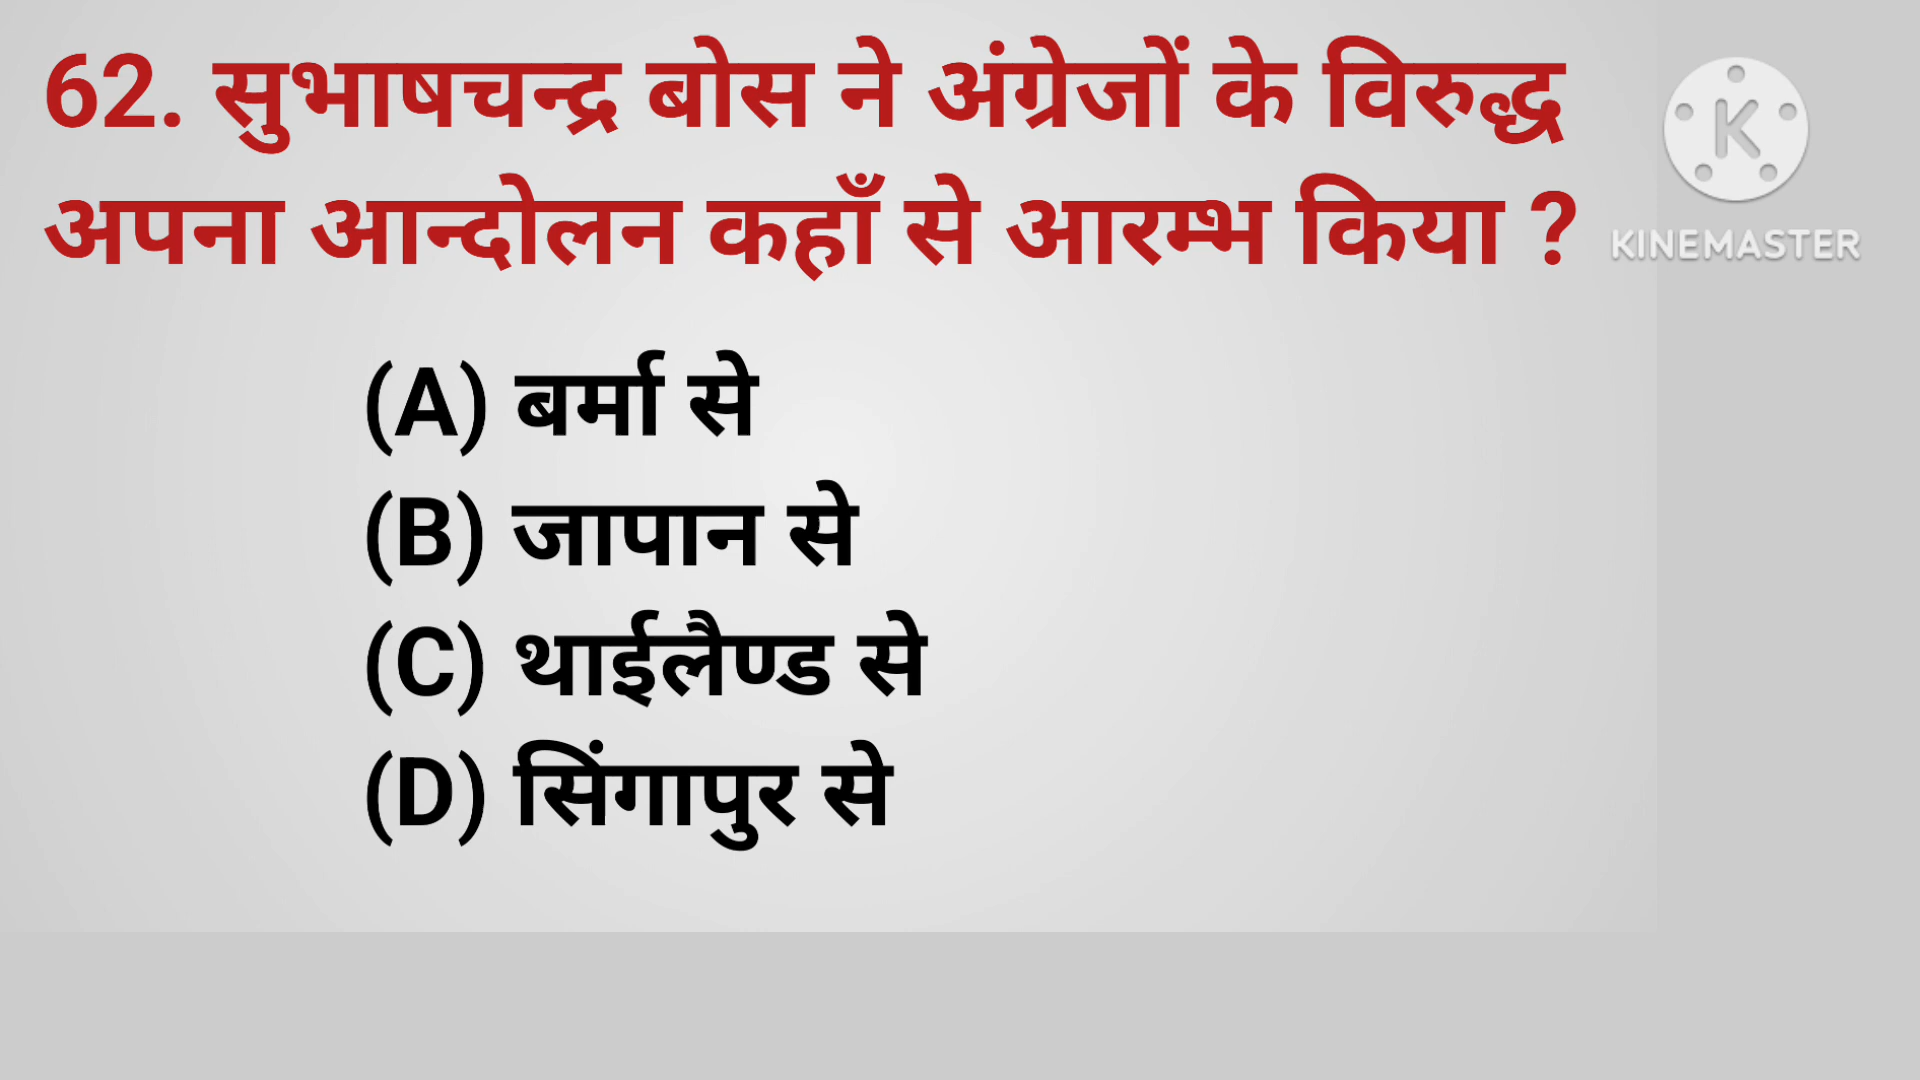 62. सुभाषचन्द्र बोस ने अंग्रेजों के विरुद्ध
अपना आन्दोलन कहाँ से आरम्भ किया ?
(A) बर्मा से
(B) जापान से
(C) थाईलैण्ड से
(D) सिंगापुर से
K
KINEMASTER